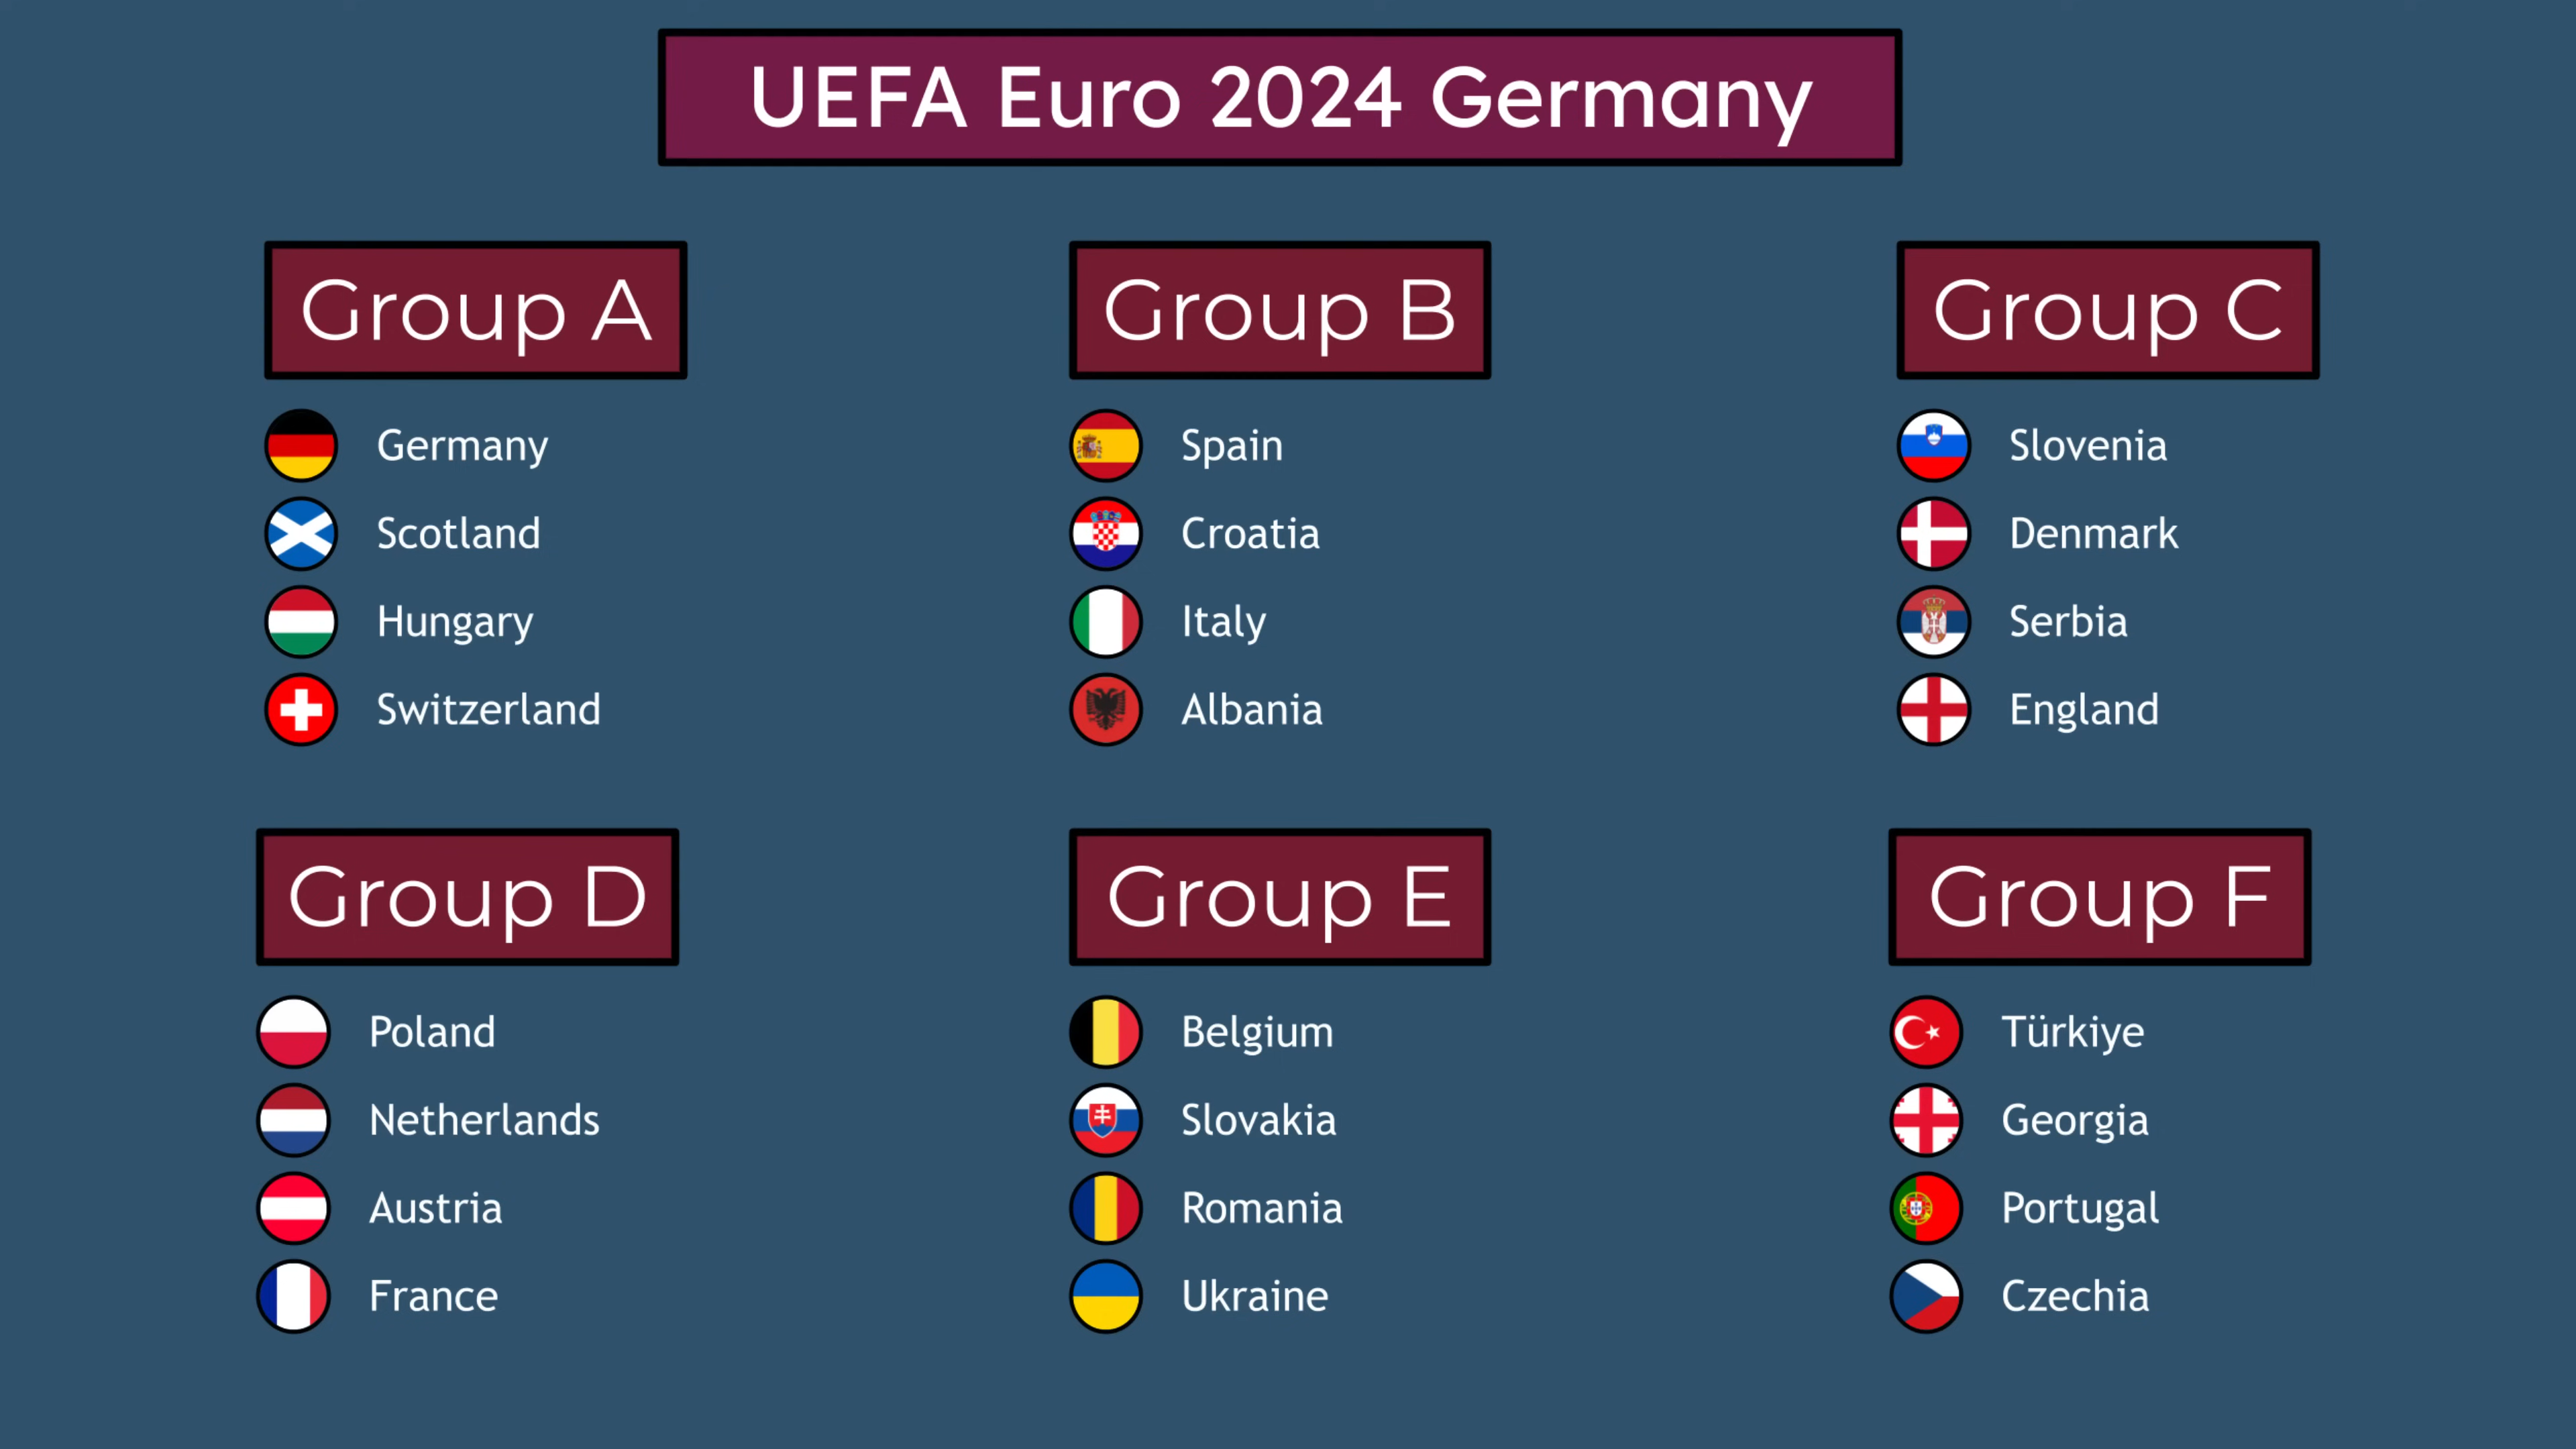 UEFA Euro 2024 Germany
Group A
Germany
Scotland
Hungary
Switzerland
Group B
Spain
Croatia
Italy
Albania
Group C
Slovenia
Denmark
Serbia
England
Group D
Poland
Netherlands
Austria
France
Group E
Belgium
Slovakia
Romania
Ukraine
Group F
Türkiye
Georgia
Portugal
Czechia